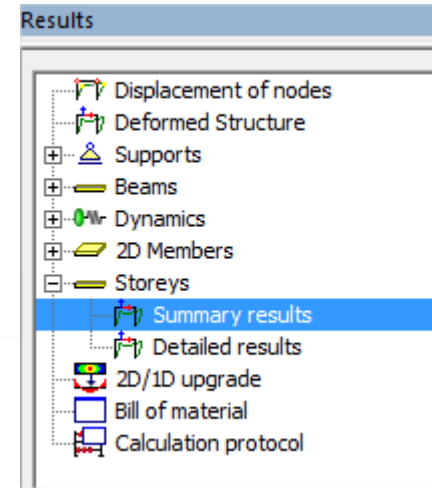 Results
Displacement of nodes
Deformed Structure
Supports
Beams
Dynamics
2D Members
Storeys
Summary results
Detailed results
2D/1D upgrade
Bill of material
Calculation protocol